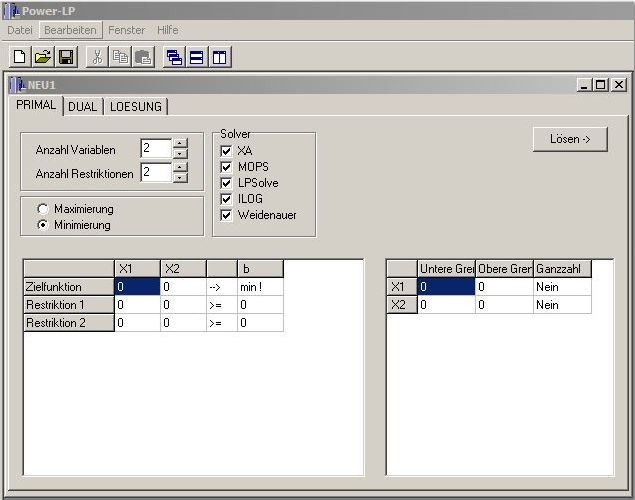 Power-LP
Datei Bearbeiten Fenster Hilfe
NEU1
PRIMAL DUAL LOESUNG
Anzahl Variablen 2
Anzahl Restriktionen 2
Maximierung
Minimierung
Solver
XA
MOPS
LPSolve
ILOG
Weidenauer
Lösen ->
X1 X2 b
Zielfunktion 0 0 --> min !
Restriktion 1 0 0 >= 0
Restriktion 2 0 0 >= 0
Untere Gren Obere Gren Ganzzahl
X1 0 0 Nein
X2 0 0 Nein